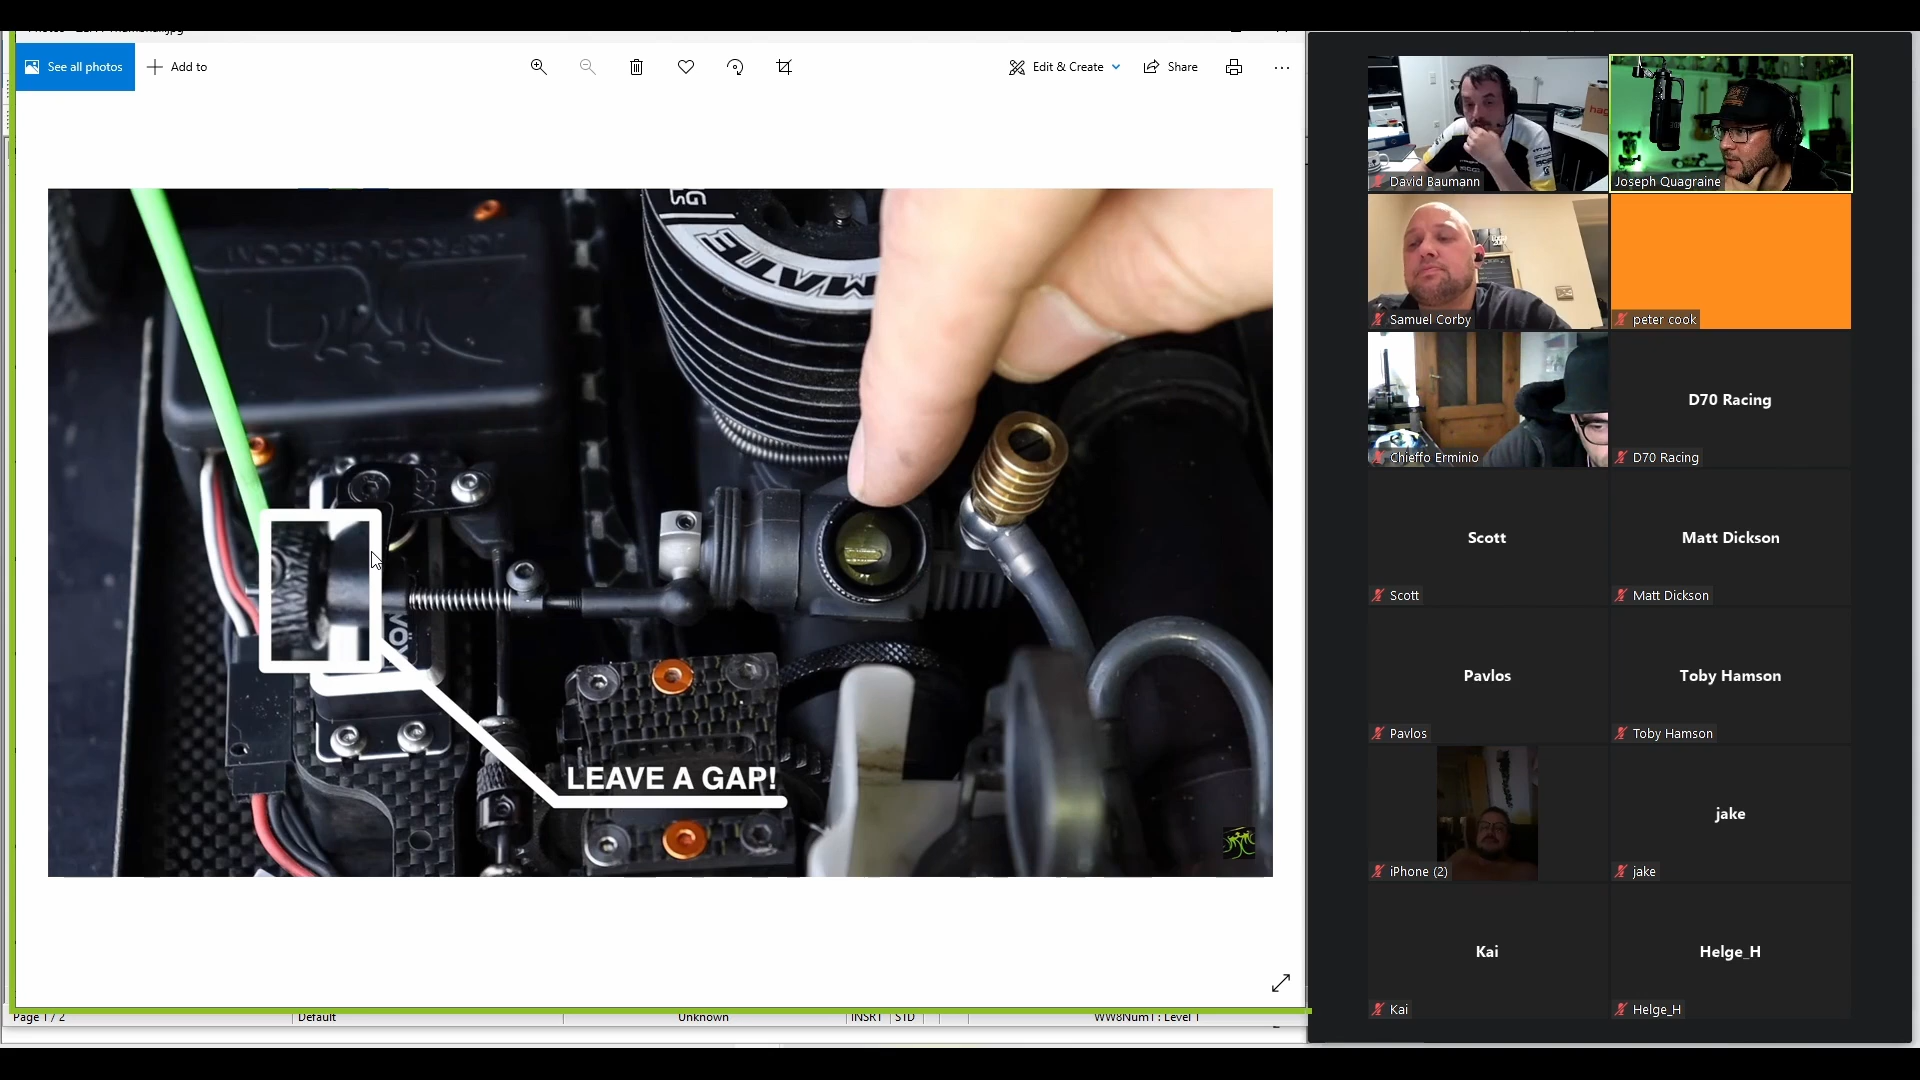 See all photos
Add to
Edit & Create
Share
LEAVE A GAP!
Page 1 / 2
Default
Unknown
INSRT
STD
WW8Num1 : Level 1
David Baumann
Joseph Quagraine
Samuel Corby
peter cook
Chieffo Erminio
D70 Racing
D70 Racing
Scott
Matt Dickson
Scott
Matt Dickson
Pavlos
Toby Hamson
Pavlos
Toby Hamson
jake
iPhone (2)
jake
Kai
Helge_H
Kai
Helge_H